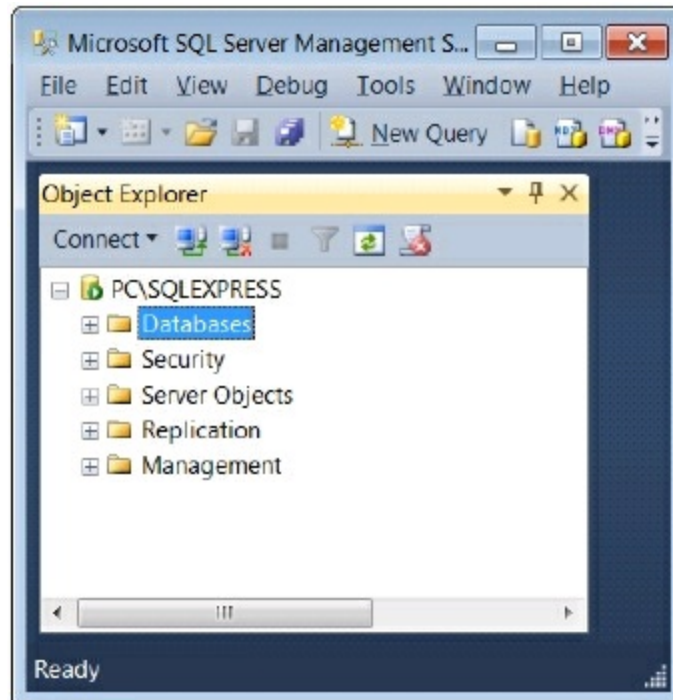 Microsoft SQL Server Management S...
File Edit View Debug Tools Window Help
New Query
Object Explorer
Connect
PC\SQLEXPRESS
Databases
Security
Server Objects
Replication
Management
Ready